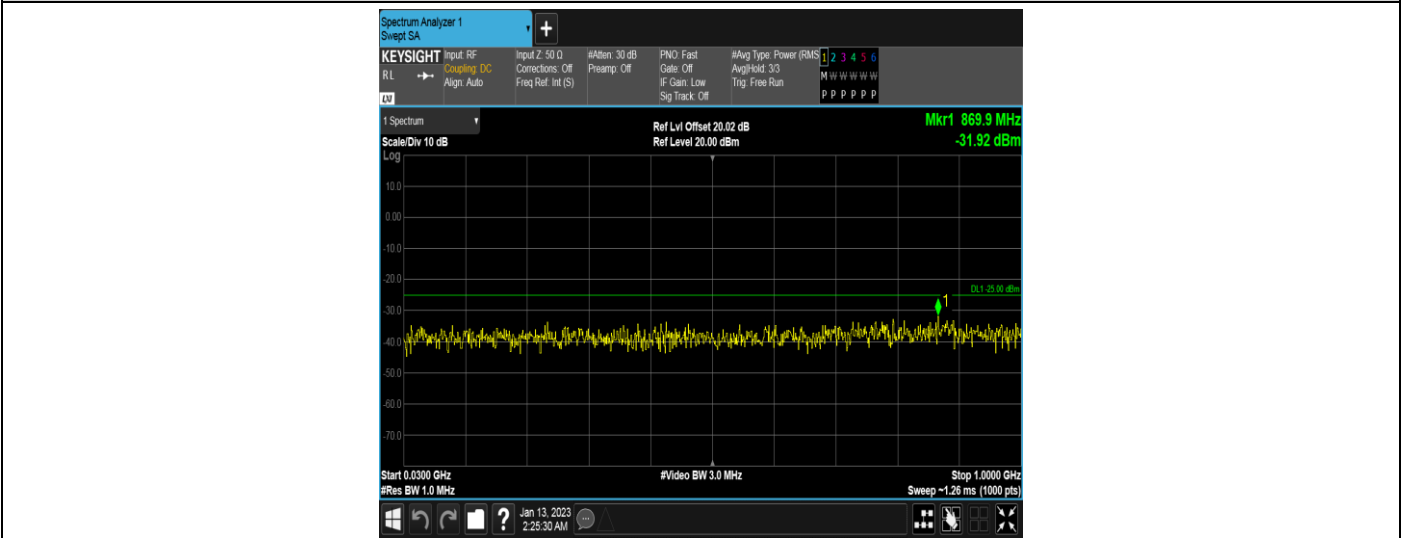 Spectrum Analyzer 1
Swept SA
+
KEYSIGHT
RL
LXI
Input: RF
Coupling: DC
Align: Auto
Input Z: 50 Ω
Corrections: Off
Freq Ref: Int (S)
#Atten: 30 dB
Preamp: Off
PNO: Fast
Gate: Off
IF Gain: Low
Sig Track: Off
#Avg Type: Power (RMS
Avg|Hold: 3/3
Trig: Free Run
1 2 3 4 5 6
M W W W W W
P P P P P P
1 Spectrum
Scale/Div 10 dB
Log
Ref Lvl Offset 20.02 dB
Ref Level 20.00 dBm
Mkr1 869.9 MHz
-31.92 dBm
10.0
0.00
-10.0
-20.0
DL1 -25.00 dBm
1
-30.0
-40.0
-50.0
-60.0
-70.0
Start 0.0300 GHz
#Res BW 1.0 MHz
#Video BW 3.0 MHz
Stop 1.0000 GHz
Sweep ~1.26 ms (1000 pts)
?
Jan 13, 2023
2:25:30 AM